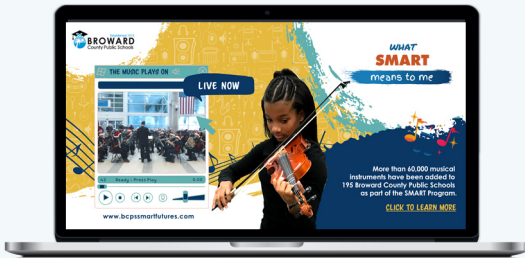 BROWARD
County Public Schools
THE MUSIC PLAYS ON
LIVE NOW
Ready - Press Play
0:00
www.bcpssmartfutures.com
WHAT
SMART
means to me
More than 60,000 musical
instruments have been added to
195 Broward County Public Schools
as part of the SMART Program.
CLICK TO LEARN MORE